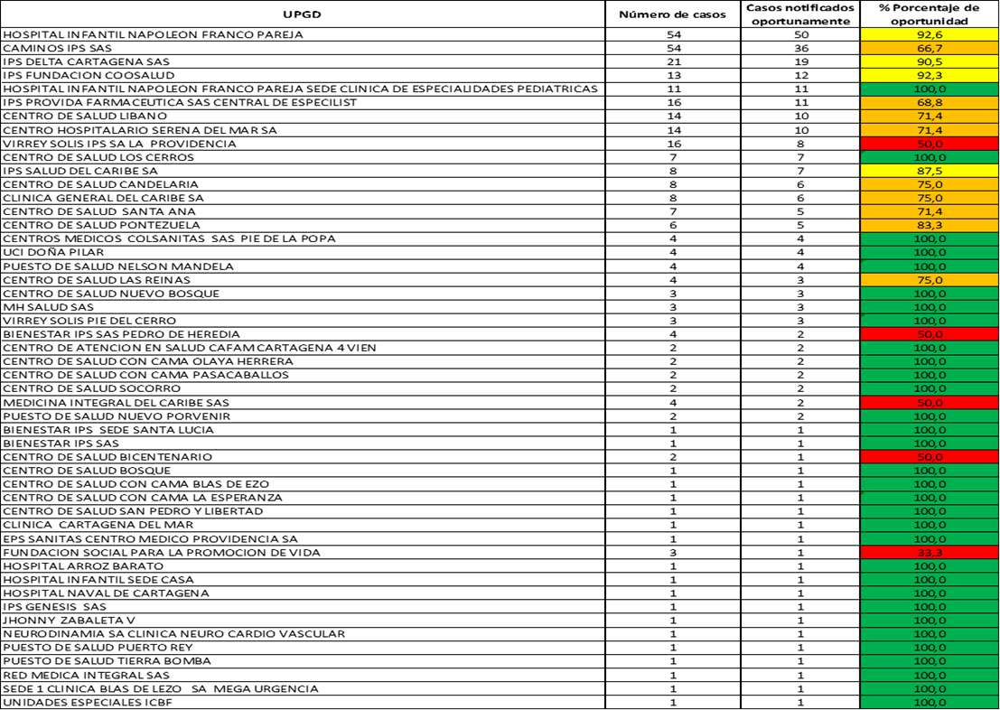 UPGD Número de casos Casos notificados oportunamente % Porcentaje de oportunidad
HOSPITAL INFANTIL NAPOLEON FRANCO PAREJA 54 50 92,6
CAMINOS IPS SAS 54 36 66,7
IPS DELTA CARTAGENA SAS 21 19 90,5
IPS FUNDACION COOSALUD 13 12 92,3
HOSPITAL INFANTIL NAPOLEON FRANCO PAREJA SEDE CLINICA DE ESPECIALIDADES PEDIATRICAS 11 11 100,0
IPS PROVIDA FARMACEUTICA SAS CENTRAL DE ESPECILIST 16 11 68,8
CENTRO DE SALUD LIBANO 14 10 71,4
CENTRO HOSPITALARIO SERENA DEL MAR SA 14 10 71,4
VIRREY SOLIS IPS SA LA PROVIDENCIA 16 8 50,0
CENTRO DE SALUD LOS CERROS 7 7 100,0
IPS SALUD DEL CARIBE SA 8 7 87,5
CENTRO DE SALUD CANDELARIA 8 6 75,0
CLINICA GENERAL DEL CARIBE SA 8 6 75,0
CENTRO DE SALUD SANTA ANA 7 5 71,4
CENTRO DE SALUD PONTEZUELA 6 5 83,3
CENTROS MEDICOS COLSANITAS SAS PIE DE LA POPA 4 4 100,0
UCI DOÑA PILAR 4 4 100,0
PUESTO DE SALUD NELSON MANDELA 4 4 100,0
CENTRO DE SALUD LAS REINAS 4 3 75,0
CENTRO DE SALUD NUEVO BOSQUE 3 3 100,0
MH SALUD SAS 3 3 100,0
VIRREY SOLIS PIE DEL CERRO 3 3 100,0
BIENESTAR IPS SAS PEDRO DE HEREDIA 4 2 50,0
CENTRO DE ATENCION EN SALUD CAFAM CARTAGENA 4 VIEN 2 2 100,0
CENTRO DE SALUD CON CAMA OLAYA HERRERA 2 2 100,0
CENTRO DE SALUD CON CAMA PASACABALLOS 2 2 100,0
CENTRO DE SALUD SOCORRO 2 2 100,0
MEDICINA INTEGRAL DEL CARIBE SAS 4 2 50,0
PUESTO DE SALUD NUEVO PORVENIR 2 2 100,0
BIENESTAR IPS SEDE SANTA LUCIA 1 1 100,0
BIENESTAR IPS SAS 1 1 100,0
CENTRO DE SALUD BICENTENARIO 2 1 50,0
CENTRO DE SALUD BOSQUE 1 1 100,0
CENTRO DE SALUD CON CAMA BLAS DE EZO 1 1 100,0
CENTRO DE SALUD CON CAMA LA ESPERANZA 1 1 100,0
CENTRO DE SALUD SAN PEDRO Y LIBERTAD 1 1 100,0
CLINICA CARTAGENA DEL MAR 1 1 100,0
EPS SANITAS CENTRO MEDICO PROVIDENCIA SA 1 1 100,0
FUNDACION SOCIAL PARA LA PROMOCION DE VIDA 3 1 33,3
HOSPITAL ARROZ BARATO 1 1 100,0
HOSPITAL INFANTIL SEDE CASA 1 1 100,0
HOSPITAL NAVAL DE CARTAGENA 1 1 100,0
IPS GENESIS SAS 1 1 100,0
JHONNY ZABALETA V 1 1 100,0
NEURODINAMIA SA CLINICA NEURO CARDIO VASCULAR 1 1 100,0
PUESTO DE SALUD PUERTO REY 1 1 100,0
PUESTO DE SALUD TIERRA BOMBA 1 1 100,0
RED MEDICA INTEGRAL SAS 1 1 100,0
SEDE 1 CLINICA BLAS DE LEZO SA MEGA URGENCIA 1 1 100,0
UNIDADES ESPECIALES ICBF 1 1 100,0